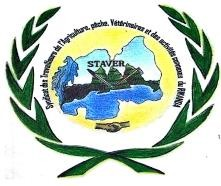 Syndicat des Travailleurs de l'Agriculture, pêche, Vétérinaires et des activités connexes du RWANDA
STAVER